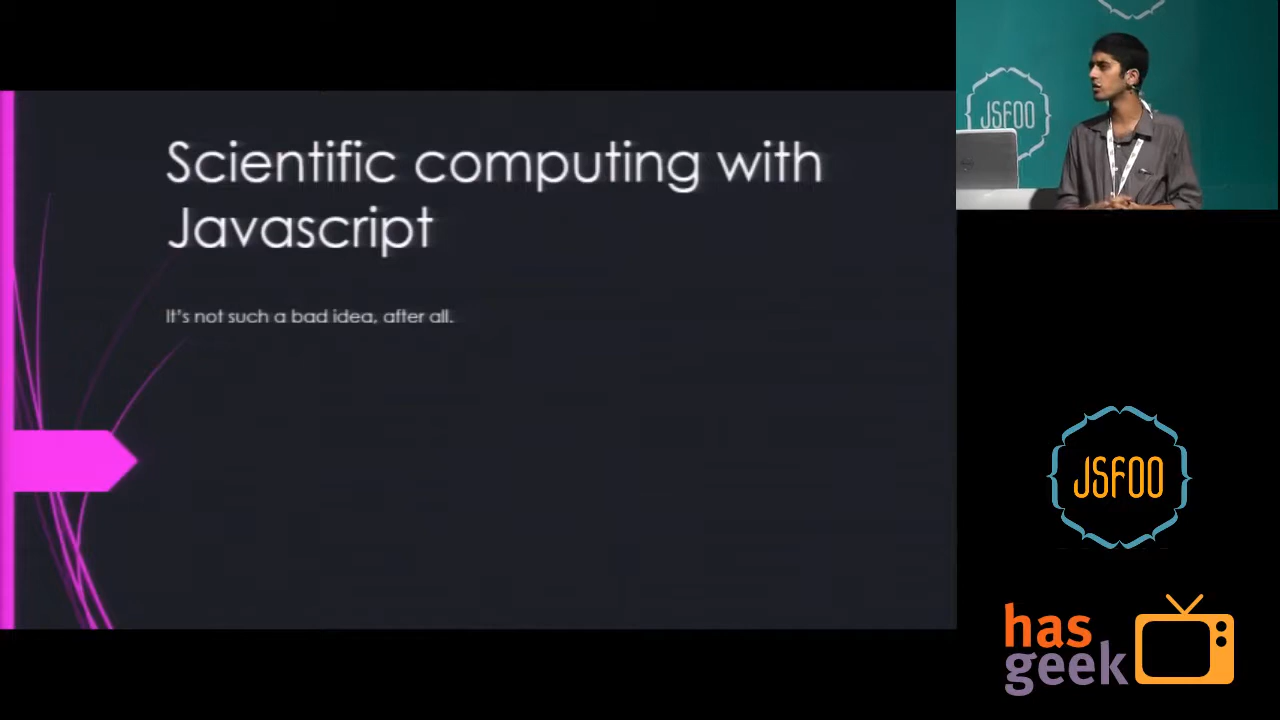 Scientific computing with
Javascript
It's not such a bad idea, after all.
JSFOO
JSFOO
has
geek